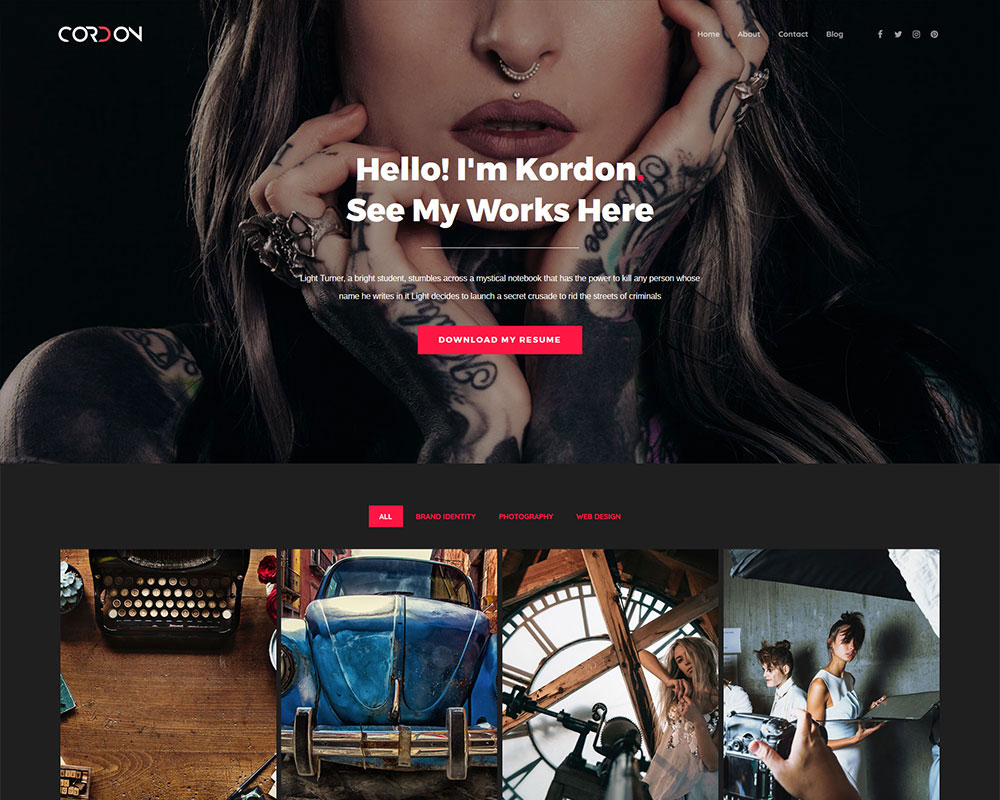 CORDON
Home About Contact Blog
Hello! I'm Kordon.
See My Works Here
Light Turner, a bright student, stumbles across a mystical notebook that has the power to kill any person whose
name he writes in it Light decides to launch a secret crusade to rid the streets of criminals
DOWNLOAD MY RESUME
ALL BRAND IDENTITY PHOTOGRAPHY WEB DESIGN